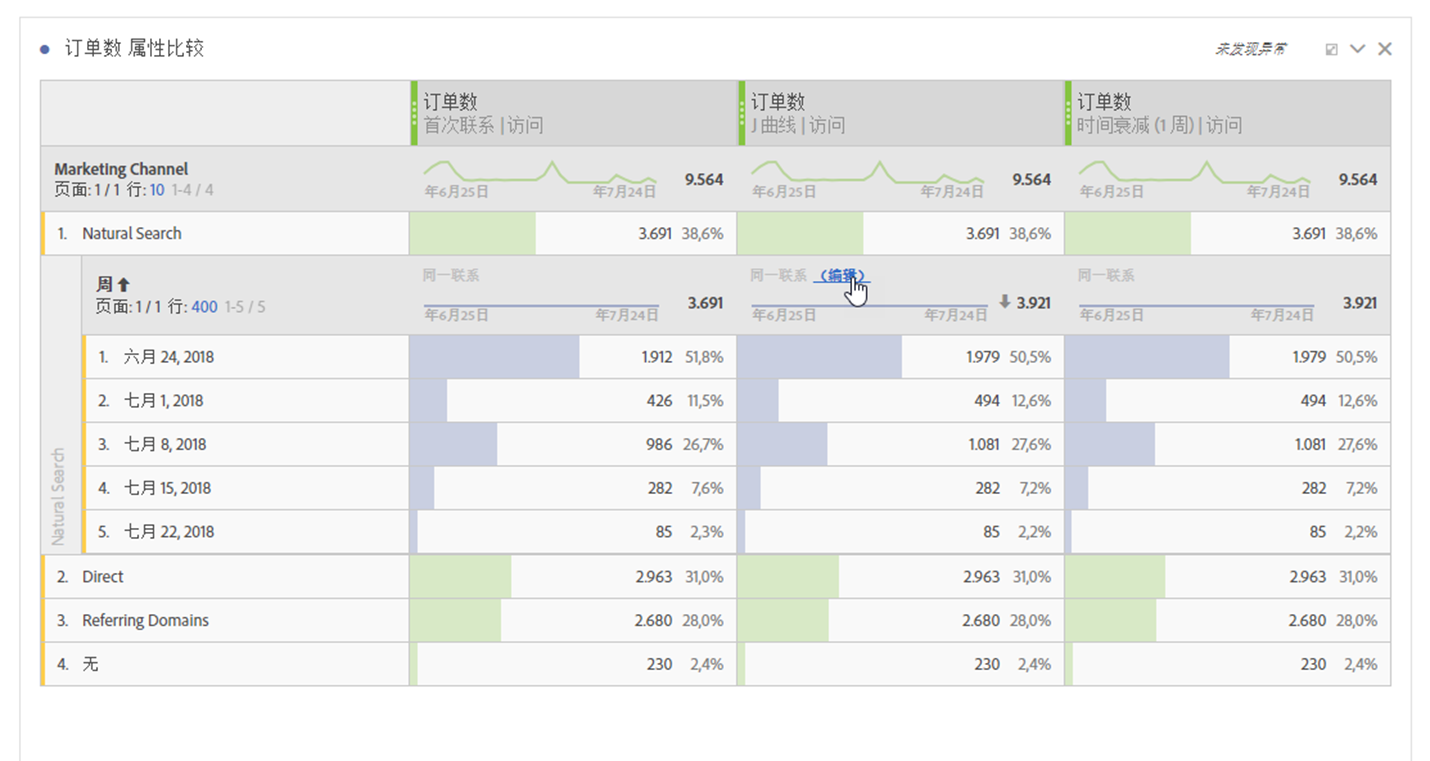 订单数 属性比较
未发现异常
订单数 订单数 订单数
首次联系 | 访问 J 曲线 | 访问 时间衰减 (1 周) | 访问
Marketing Channel
页面: 1 / 1 行: 10 1-4 / 4
年6月25日 年7月24日 9.564 年6月25日 年7月24日 9.564 年6月25日 年7月24日 9.564
1. Natural Search 3.691 38,6% 3.691 38,6% 3.691 38,6%
同一联系 同一联系 (编辑) 同一联系
周
页面: 1 / 1 行: 400 1-5 / 5
年6月25日 年7月24日 3.691 年6月25日 年7月24日 3.921 年6月25日 年7月24日 3.921
Natural Search
1. 六月 24, 2018 1.912 51,8% 1.979 50,5% 1.979 50,5%
2. 七月 1, 2018 426 11,5% 494 12,6% 494 12,6%
3. 七月 8, 2018 986 26,7% 1.081 27,6% 1.081 27,6%
4. 七月 15, 2018 282 7,6% 282 7,2% 282 7,2%
5. 七月 22, 2018 85 2,3% 85 2,2% 85 2,2%
2. Direct 2.963 31,0% 2.963 31,0% 2.963 31,0%
3. Referring Domains 2.680 28,0% 2.680 28,0% 2.680 28,0%
4. 无 230 2,4% 230 2,4% 230 2,4%